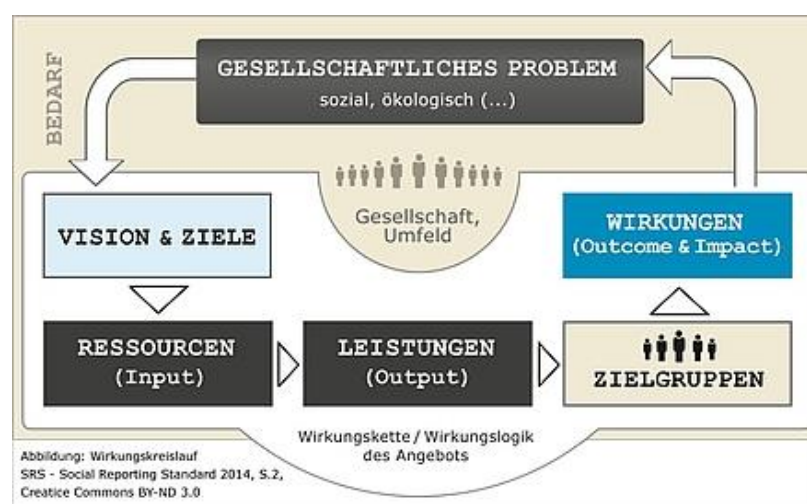 BEDARF
GESELLSCHAFTLICHES PROBLEM
sozial, ökologisch (...)
Gesellschaft,
Umfeld
VISION & ZIELE
WIRKUNGEN
(Outcome & Impact)
RESSOURCEN
(Input)
LEISTUNGEN
(Output)
ZIELGRUPPEN
Wirkungskette / Wirkungslogik
des Angebots
Abbildung: Wirkungskreislauf
SRS - Social Reporting Standard 2014, S.2,
Creatice Commons BY-ND 3.0